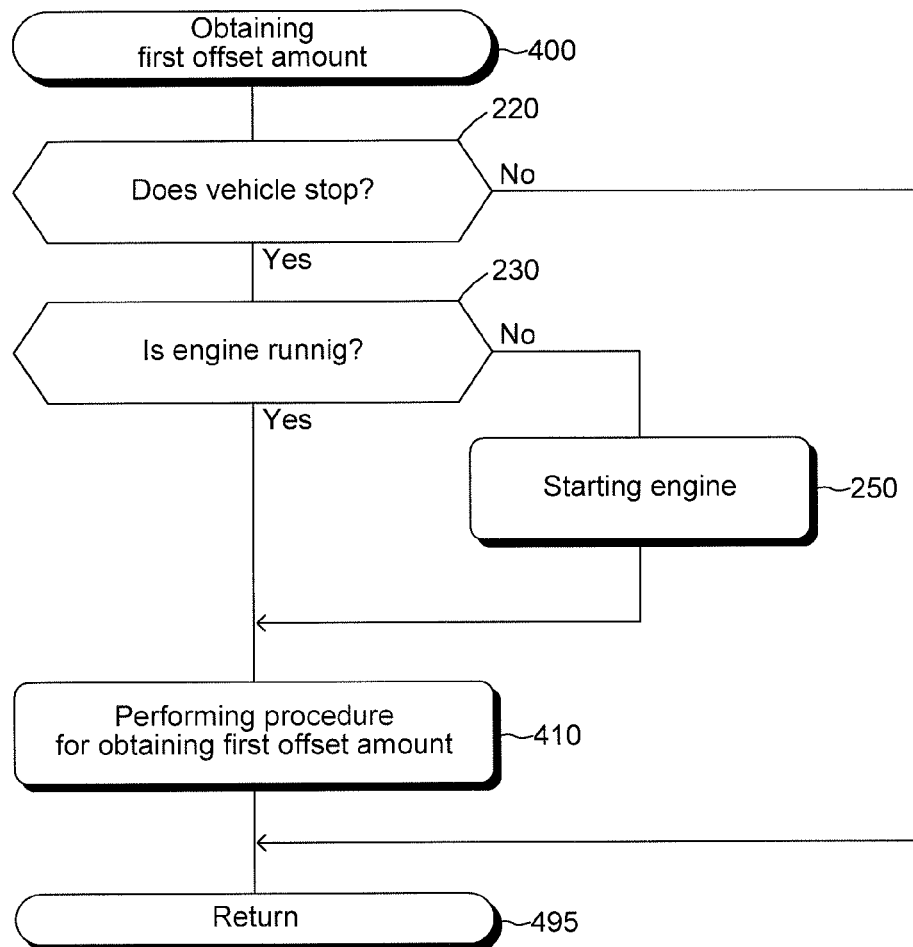 Obtaining
first offset amount
400
220
Does vehicle stop?
No
Yes
230
Is engine runnig?
No
Yes
Starting engine
250
Performing procedure
for obtaining first offset amount
410
Return
495